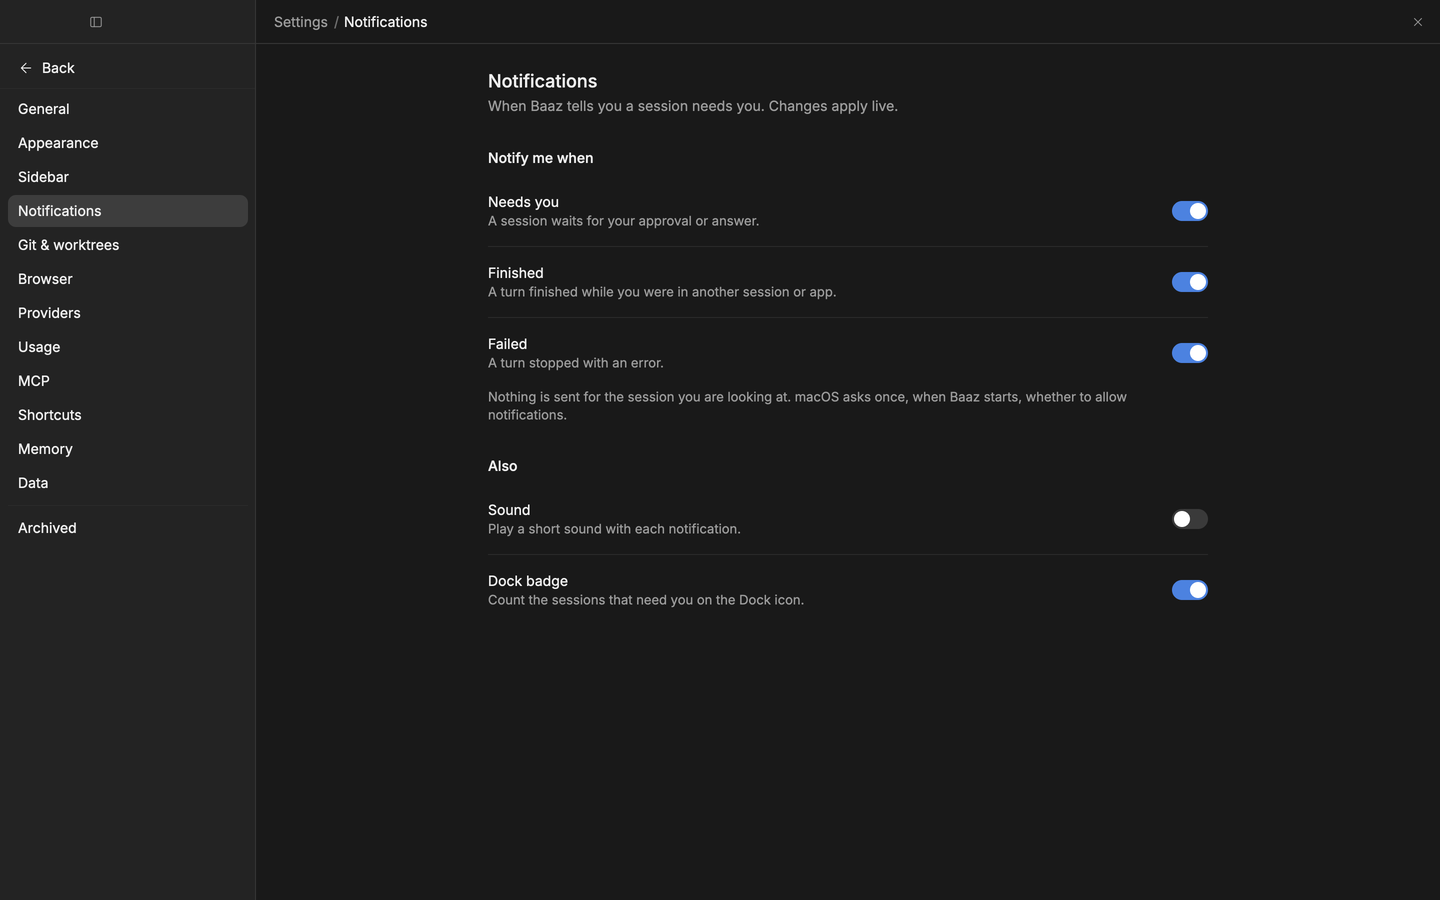 Settings / Notifications
Back
General
Appearance
Sidebar
Notifications
Git & worktrees
Browser
Providers
Usage
MCP
Shortcuts
Memory
Data
Archived
Notifications
When Baaz tells you a session needs you. Changes apply live.
Notify me when
Needs you
A session waits for your approval or answer.
Finished
A turn finished while you were in another session or app.
Failed
A turn stopped with an error.
Nothing is sent for the session you are looking at. macOS asks once, when Baaz starts, whether to allow
notifications.
Also
Sound
Play a short sound with each notification.
Dock badge
Count the sessions that need you on the Dock icon.